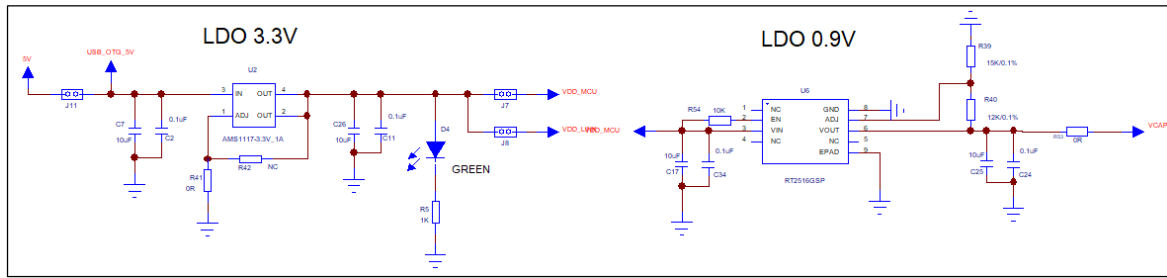 LDO 3.3V
5V
USB_OTG_5V
J11
C7
10uF
0.1uF
C2
U2
3
IN
OUT
4
1
ADJ
OUT
2
AMS1117-3.3V_1A
R42
NC
R41
0R
C26
10uF
0.1uF
C11
D4
GREEN
R5
1K
J7
VDD_MCU
J8
LDO 0.9V
R54
10K
10uF
C17
0.1uF
C34
U6
1
NC
GND
8
2
EN
ADJ
7
3
VIN
VOUT
6
4
NC
NC
5
EPAD
9
RT2516GSP
R39
15K/0.1%
R40
12K/0.1%
10uF
C25
0.1uF
C24
0R
VCAP